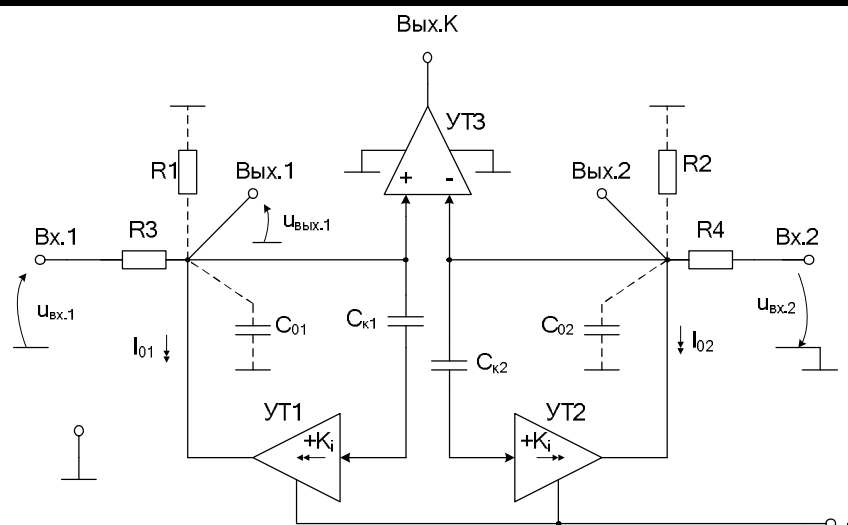 Вых.K
УТ3
R1
Вых.1
+
-
Вых.2
R2
uвых.1
Вх.1
R3
R4
Вх.2
uвх.1
C01
Cк1
C02
uвх.2
I01
Cк2
I02
УТ1
+Ki
УТ2
+Ki